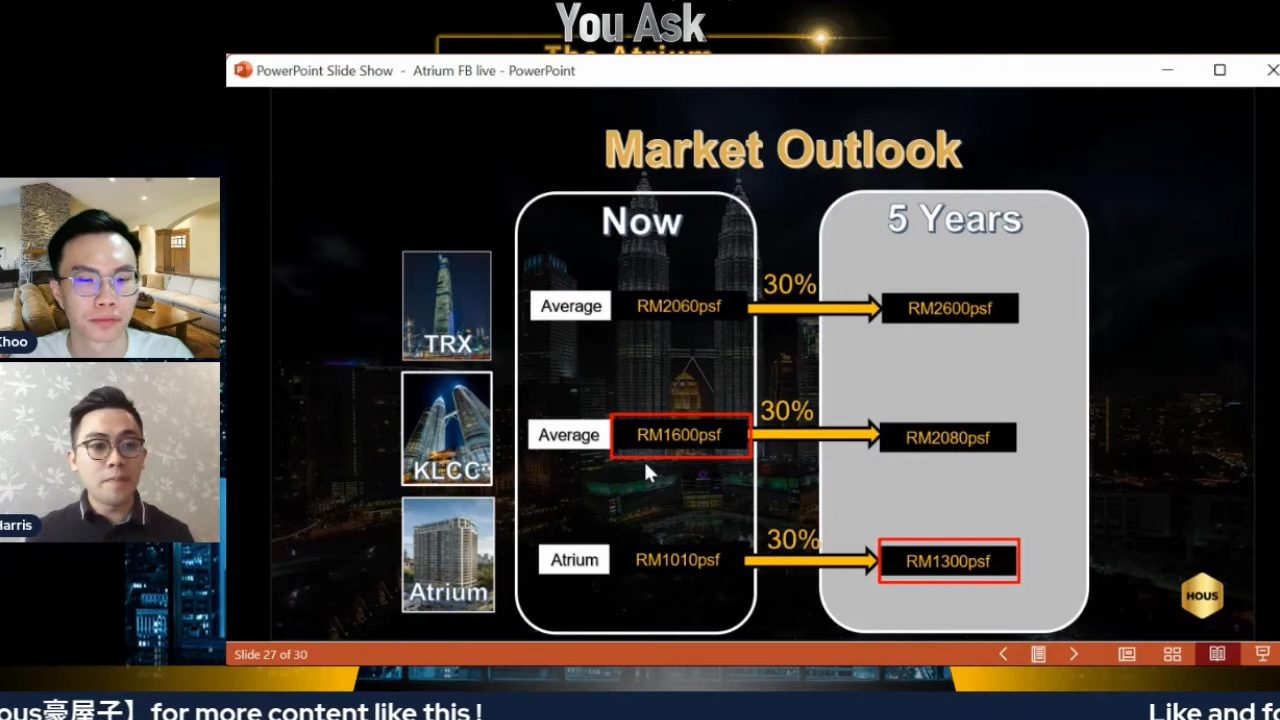 You Ask
The Atrium
PowerPoint Slide Show - Atrium FB live - PowerPoint
Market Outlook
Now
5 Years
TRX
Average
RM2060psf
30%
RM2600psf
KLCC
Average
RM1600psf
30%
RM2080psf
Atrium
Atrium
RM1010psf
30%
RM1300psf
HOUS
Khoo
Harris
Slide 27 of 30
ous豪屋子】 for more content like this !
Like and fo